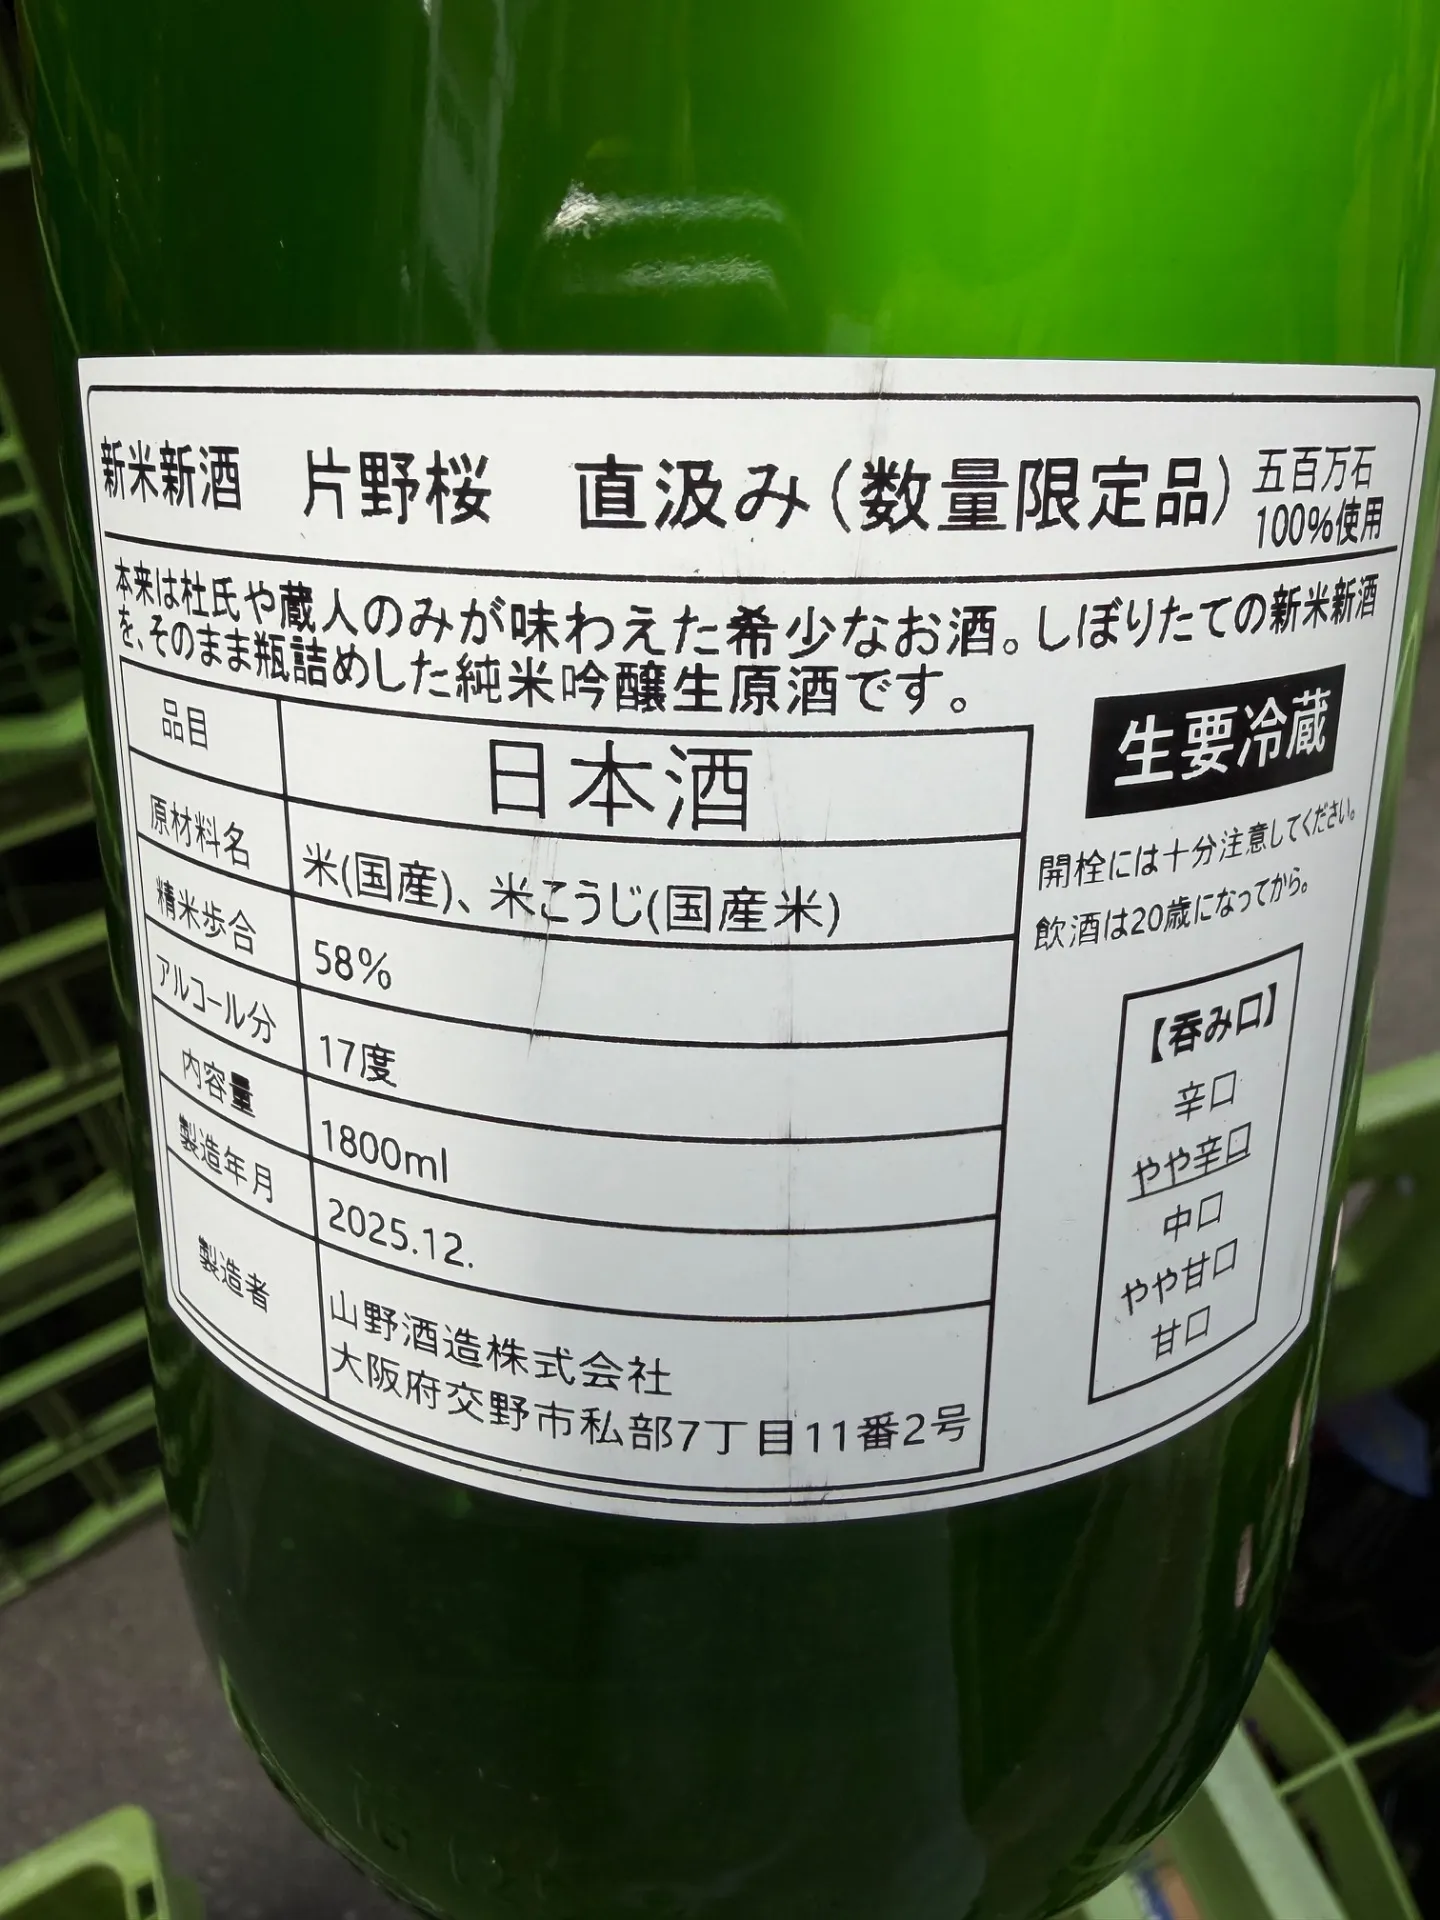 新米新酒 片野桜 直汲み(数量限定品) 五百万石
100%使用
本来は杜氏や蔵人のみが味わえた希少なお酒。しぼりたての新米新酒
を、そのまま瓶詰めした純米吟醸生原酒です。
品目 日本酒
原材料名 米(国産)、米こうじ(国産米)
精米歩合 58%
アルコール分 17度
内容量 1800ml
製造年月 2025.12.
製造者 山野酒造株式会社
大阪府交野市私部7丁目11番2号
生要冷蔵
開栓には十分注意してください。
飲酒は20歳になってから。
【呑み口】
辛口
やや辛口
中口
やや甘口
甘口